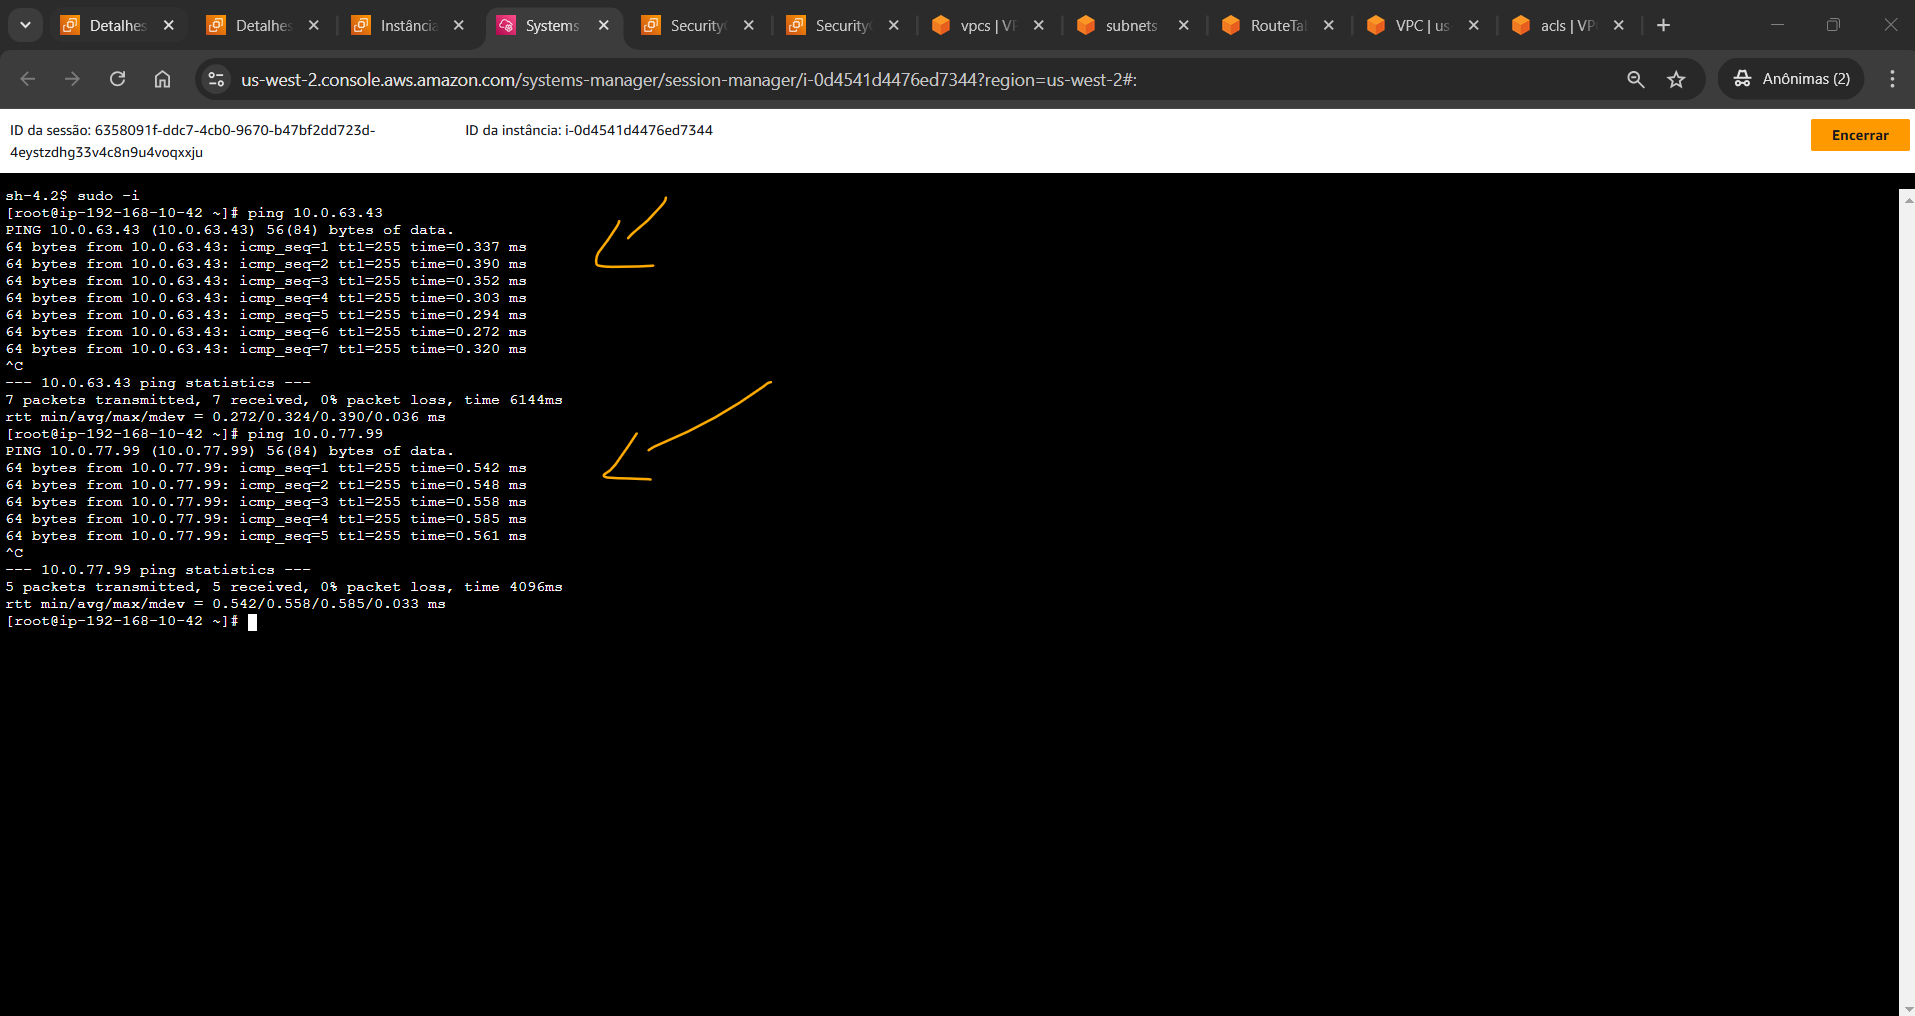 Detalhes
Detalhes
Instância
Systems
Security
Security
vpcs | VP
subnets
RouteTa
VPC | us
acls | VP
us-west-2.console.aws.amazon.com/systems-manager/session-manager/i-0d4541d4476ed7344?region=us-west-2#:
Anônimas (2)
ID da sessão: 6358091f-ddc7-4cb0-9670-b47bf2dd723d-
4eystzdhg33v4c8n9u4voqxxju
ID da instância: i-0d4541d4476ed7344
Encerrar
sh-4.2$ sudo -i
[root@ip-192-168-10-42 ~]# ping 10.0.63.43
PING 10.0.63.43 (10.0.63.43) 56(84) bytes of data.
64 bytes from 10.0.63.43: icmp_seq=1 ttl=255 time=0.337 ms
64 bytes from 10.0.63.43: icmp_seq=2 ttl=255 time=0.390 ms
64 bytes from 10.0.63.43: icmp_seq=3 ttl=255 time=0.352 ms
64 bytes from 10.0.63.43: icmp_seq=4 ttl=255 time=0.303 ms
64 bytes from 10.0.63.43: icmp_seq=5 ttl=255 time=0.294 ms
64 bytes from 10.0.63.43: icmp_seq=6 ttl=255 time=0.272 ms
64 bytes from 10.0.63.43: icmp_seq=7 ttl=255 time=0.320 ms
^C
--- 10.0.63.43 ping statistics ---
7 packets transmitted, 7 received, 0% packet loss, time 6144ms
rtt min/avg/max/mdev = 0.272/0.324/0.390/0.036 ms
[root@ip-192-168-10-42 ~]# ping 10.0.77.99
PING 10.0.77.99 (10.0.77.99) 56(84) bytes of data.
64 bytes from 10.0.77.99: icmp_seq=1 ttl=255 time=0.542 ms
64 bytes from 10.0.77.99: icmp_seq=2 ttl=255 time=0.548 ms
64 bytes from 10.0.77.99: icmp_seq=3 ttl=255 time=0.558 ms
64 bytes from 10.0.77.99: icmp_seq=4 ttl=255 time=0.585 ms
64 bytes from 10.0.77.99: icmp_seq=5 ttl=255 time=0.561 ms
^C
--- 10.0.77.99 ping statistics ---
5 packets transmitted, 5 received, 0% packet loss, time 4096ms
rtt min/avg/max/mdev = 0.542/0.558/0.585/0.033 ms
[root@ip-192-168-10-42 ~]#